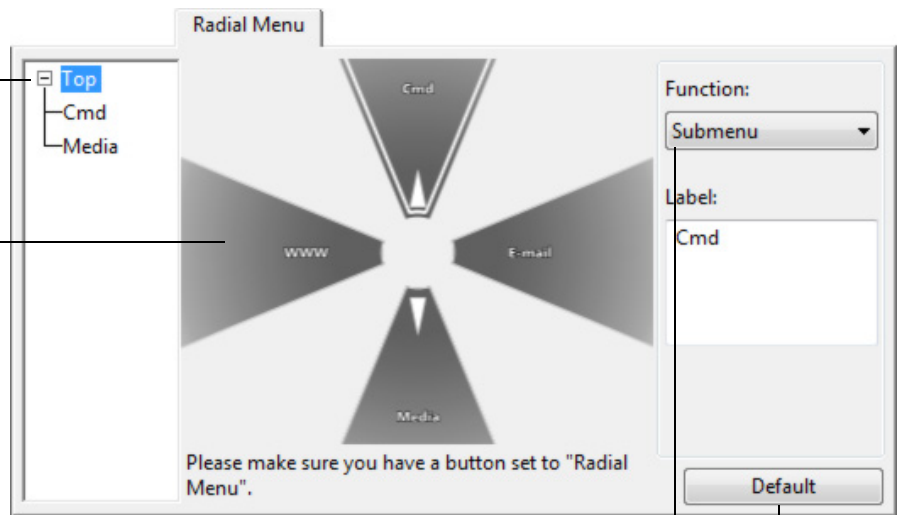 Radial Menu
Top
Cmd
Media
Cmd
WWW
E-mail
Media
Please make sure you have a button set to "Radial
Menu".
Function:
Submenu
Label:
Cmd
Default